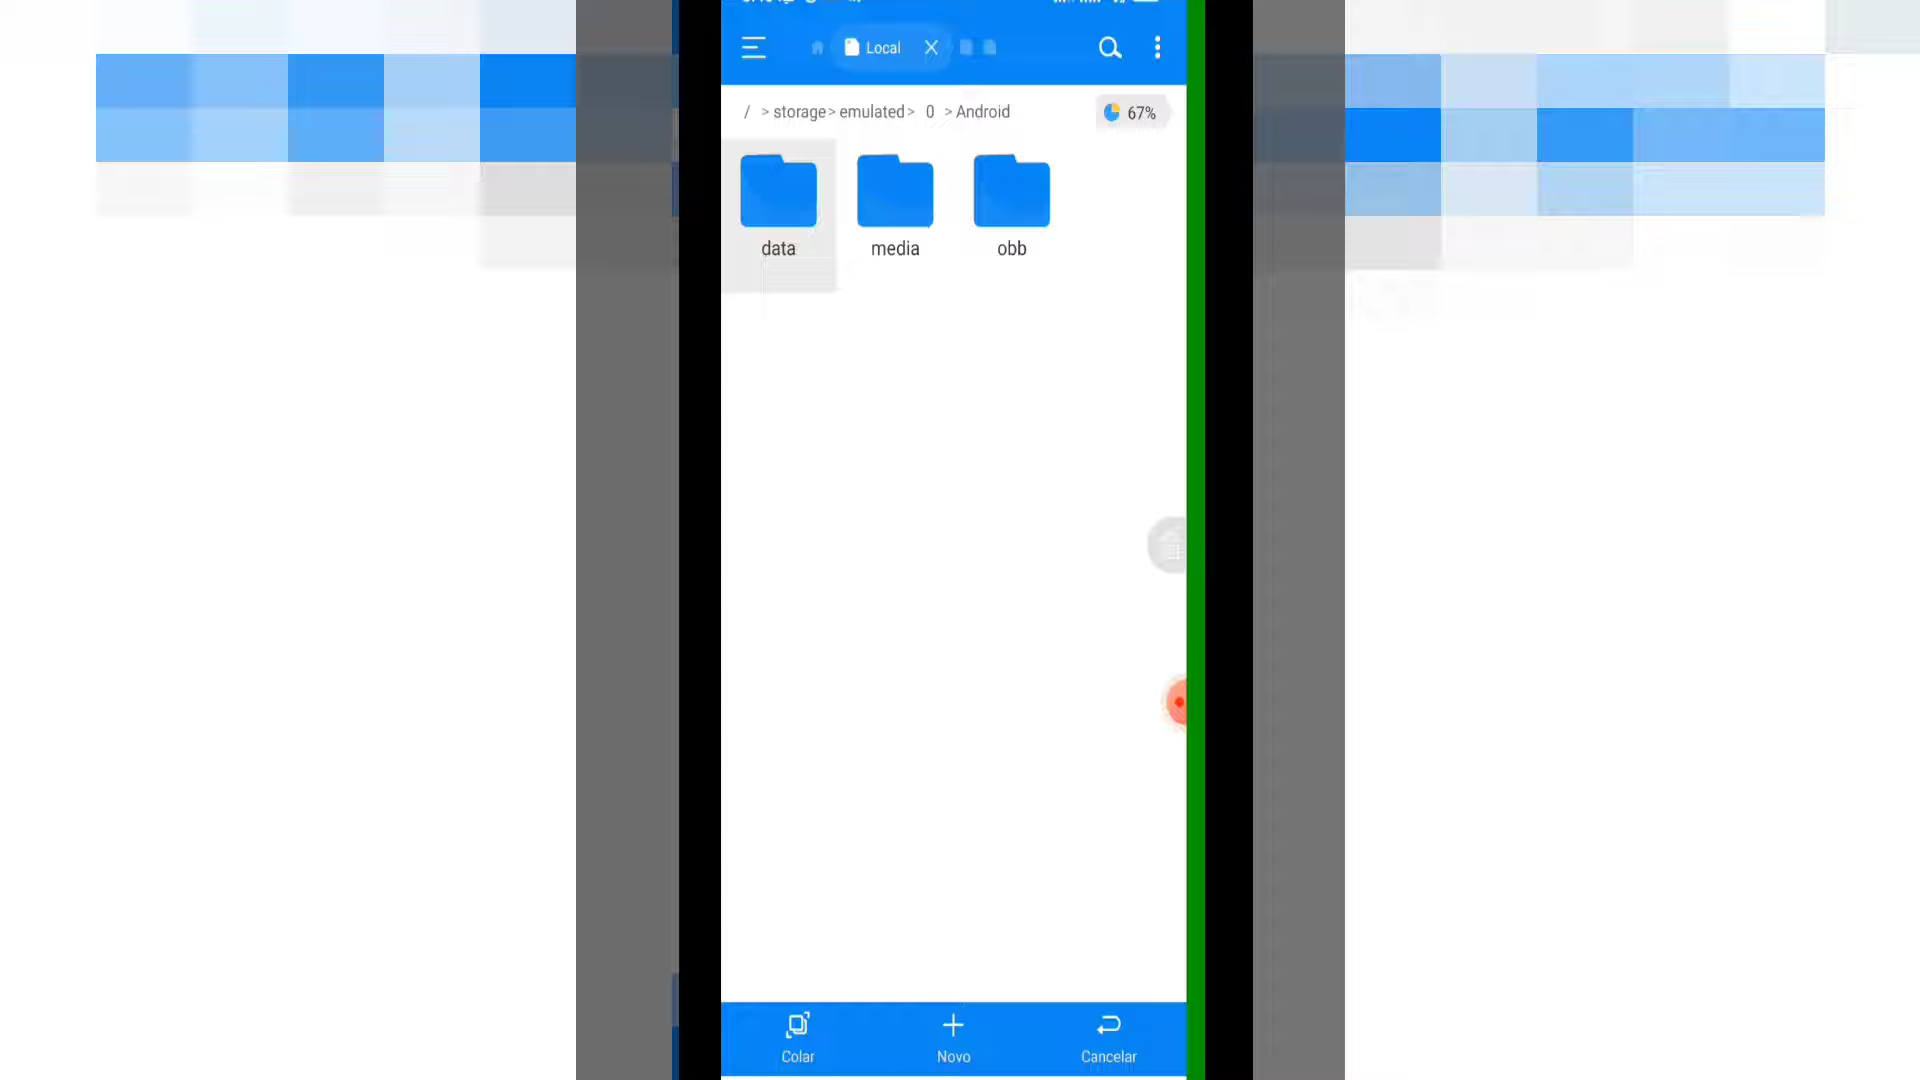 Local
/ > storage > emulated > 0 > Android
67%
data media obb
Colar Novo Cancelar